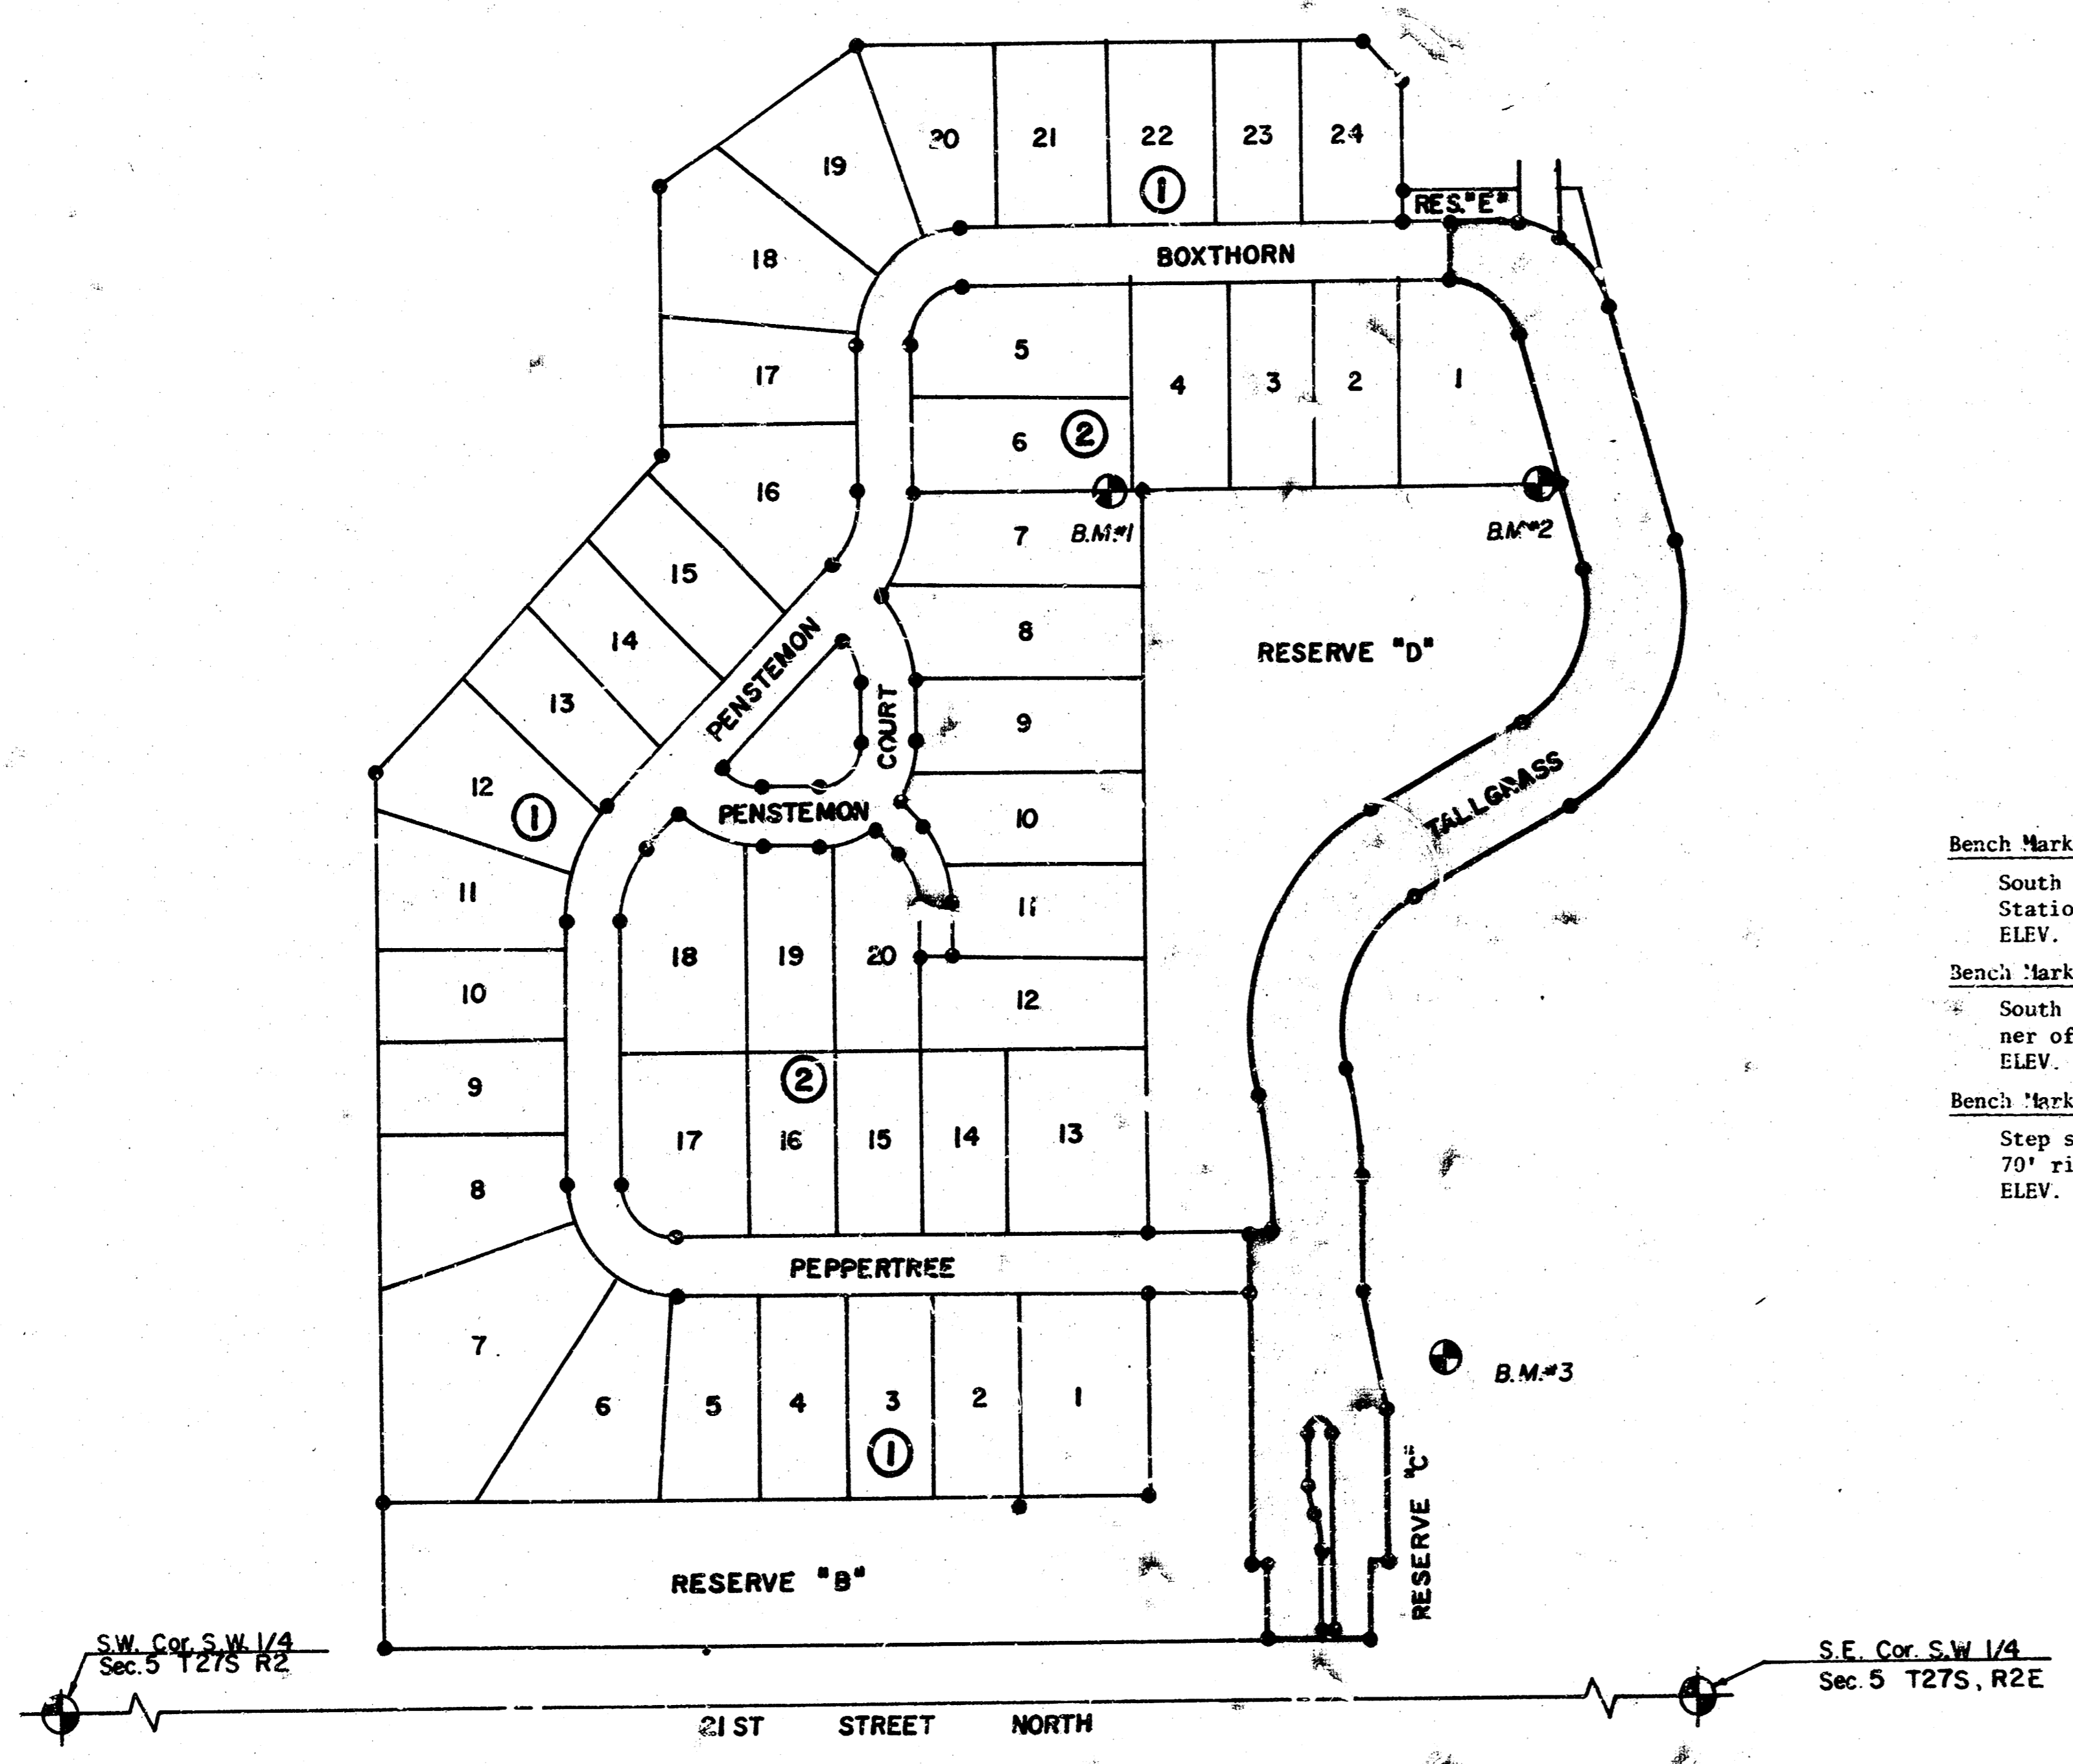 20 21 22 23 24
19
1
RES. "E"
BOXTHORN
18
5
17
4 3 2 1
6 2
16
B.M.#1
B.M.#2
7
15
8
14
RESERVE "D"
PENSTEMON
13
COURT
9
12
1
PENSTEMON
10
TALLGRASS
11
11
18 19 20
10
12
2
9
17 16 15 14 13
8
PEPPERTREE
7
B.M.#3
6 5 4 3 2 1
1
RESERVE "C"
RESERVE "B"
S.W. Cor. S.W. 1/4
Sec. 5 T27S R2
S.E. Cor. S.W 1/4
Sec. 5 T27S, R2E
21ST STREET NORTH
Bench Mark
South
Statio
ELEV.
Bench Mark
South
ner of
ELEV.
Bench Mark
Step s
70' ri
ELEV.